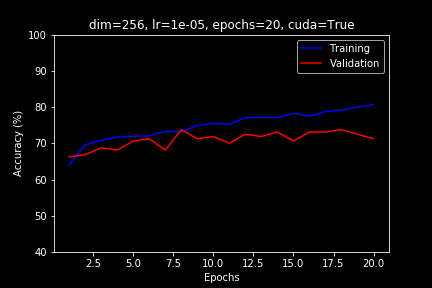 dim=256, lr=1e-05, epochs=20, cuda=True
100
90
80
70
60
50
40
Accuracy (%)
Training
Validation
2.5 5.0 7.5 10.0 12.5 15.0 17.5 20.0
Epochs